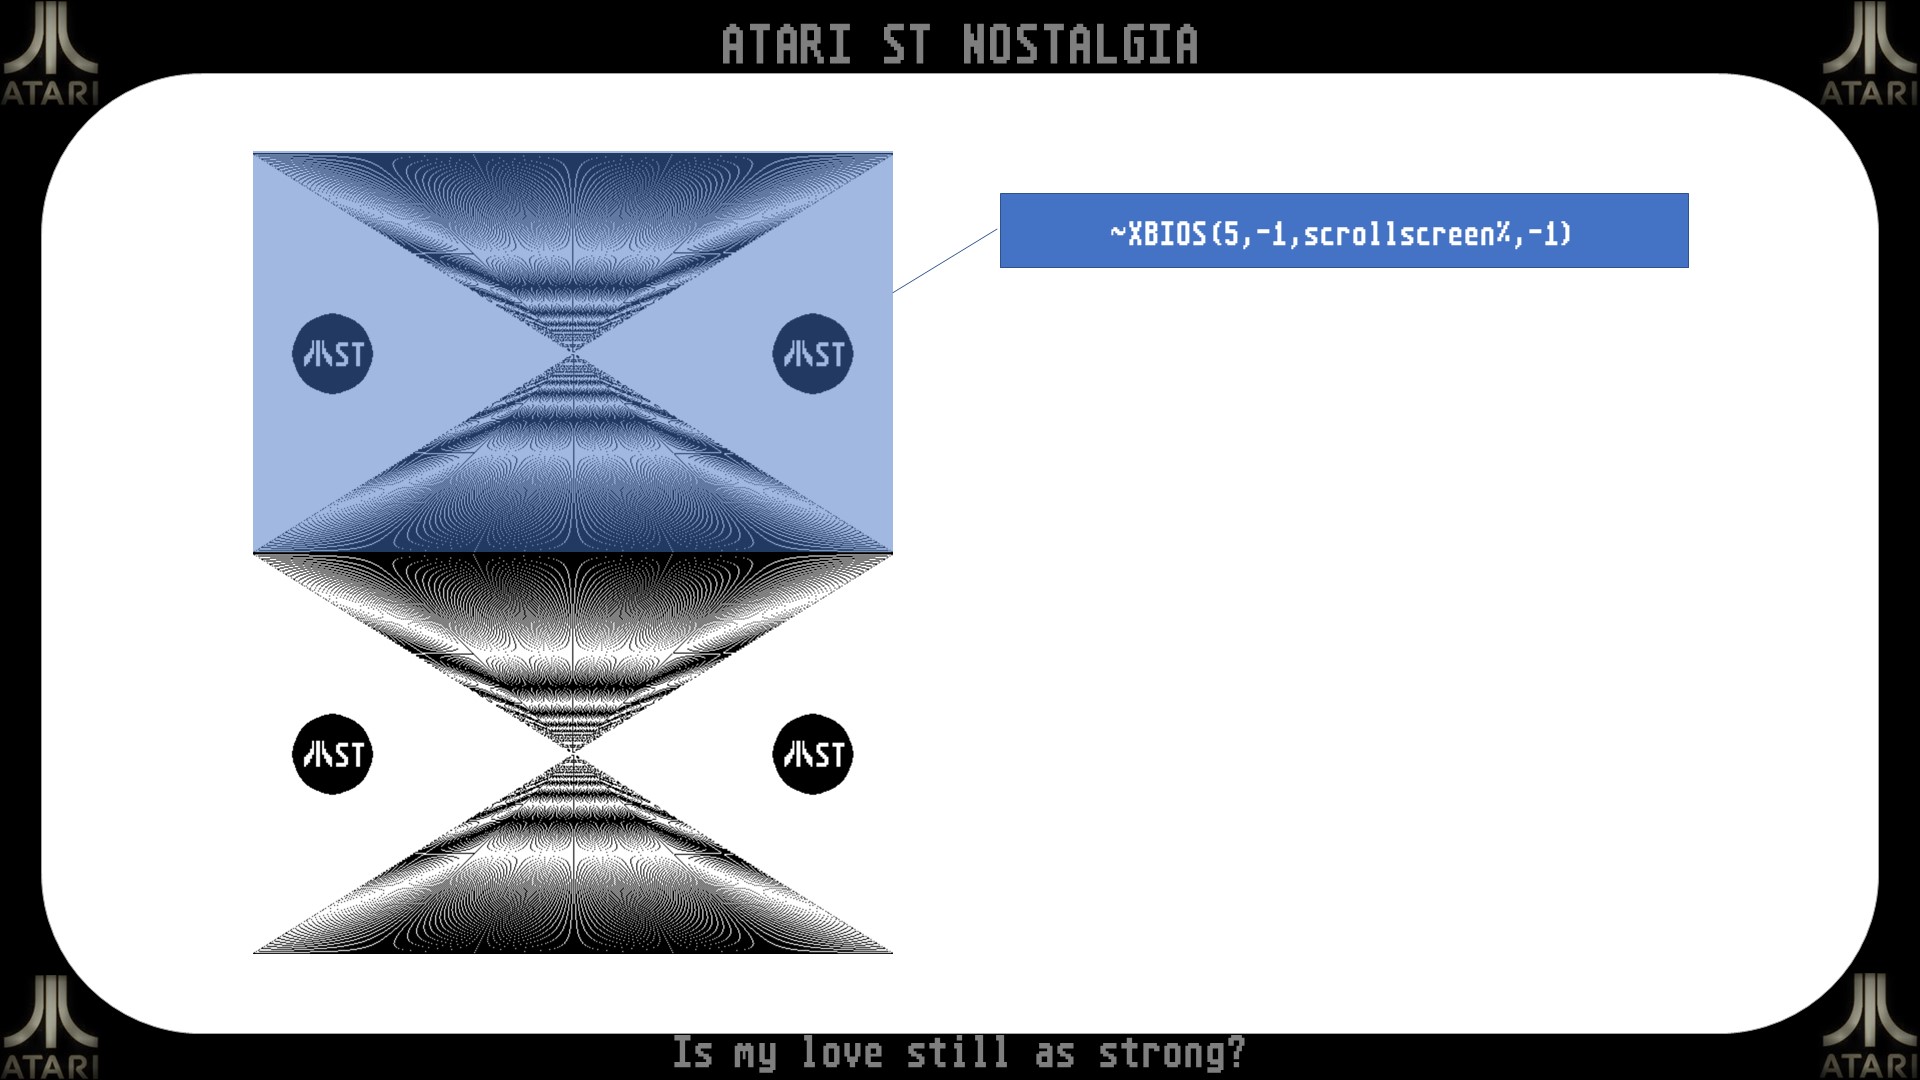 ATARI ST NOSTALGIA
ATARI
ATARI
~XBIOS(5,-1,scrollscreen%,-1)
ST
ST
ST
ST
ATARI
Is my love still as strong?
ATARI